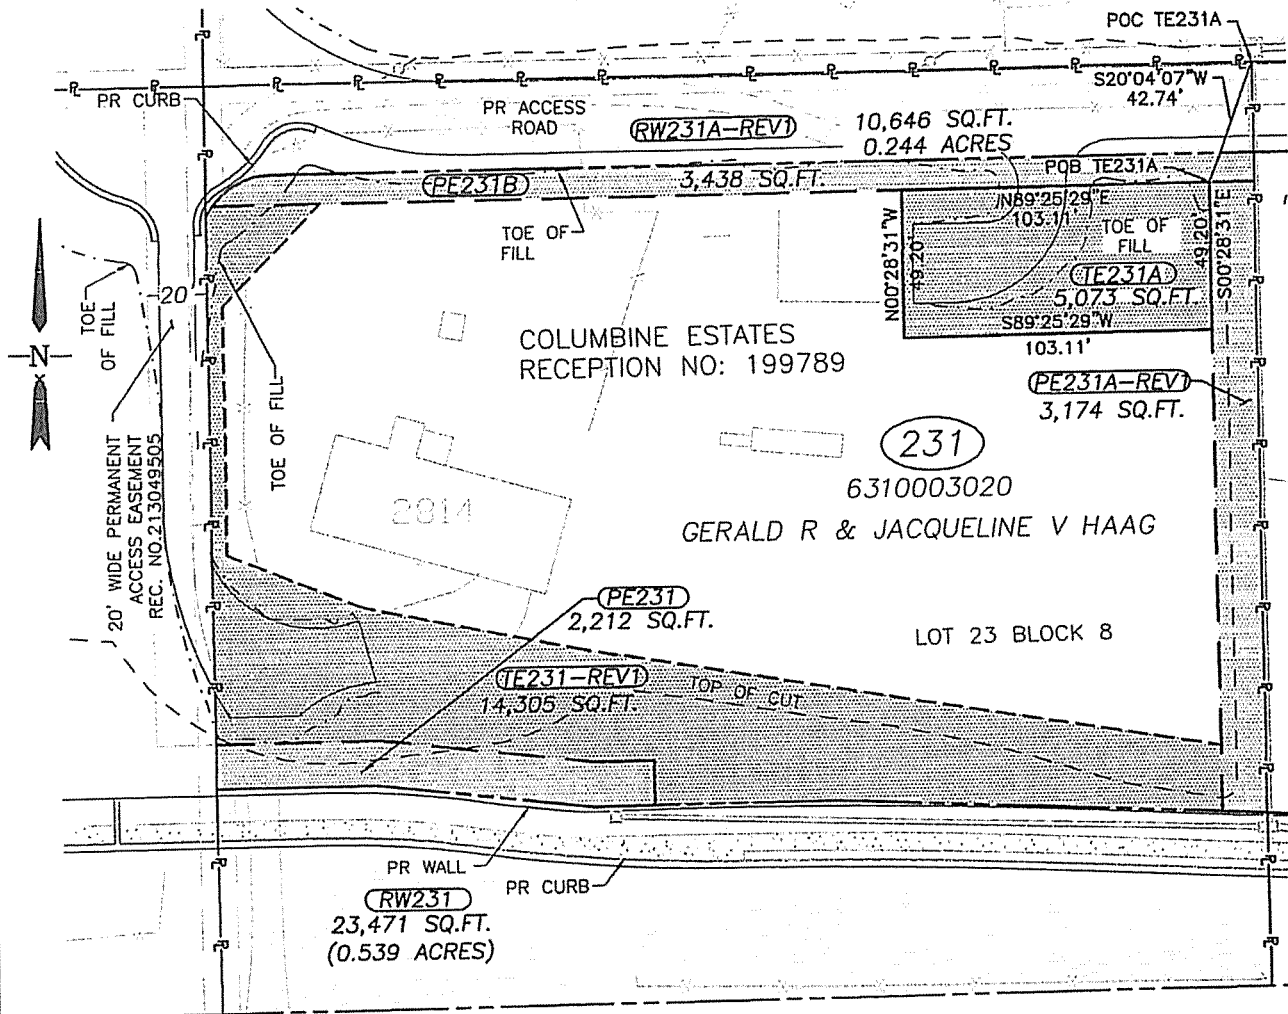 POC TE231A
S20°04'07"W
42.74'
PR CURB
PR ACCESS
ROAD
RW231A-REV1
10,646 SQ.FT.
0.244 ACRES
PE231B
3,438 SQ.FT.
POB TE231A
N89°25'29"E
103.11'
TOE OF
FILL
TOE OF
FILL
N00°28'31"W
49.20'
49.20'
S00°28'31"E
TE231A
5,073 SQ.FT.
S89°25'29"W
103.11'
20
TOE
OF FILL
N
TOE OF FILL
COLUMBINE ESTATES
RECEPTION NO: 199789
PE231A-REV1
3,174 SQ.FT.
231
6310003020
GERALD R & JACQUELINE V HAAG
20' WIDE PERMANENT
ACCESS EASEMENT
REC. NO.213049505
2814
PE231
2,212 SQ.FT.
LOT 23 BLOCK 8
TE231-REV1
14,305 SQ.FT.
TOP OF CUT
PR WALL
PR CURB
RW231
23,471 SQ.FT.
(0.539 ACRES)